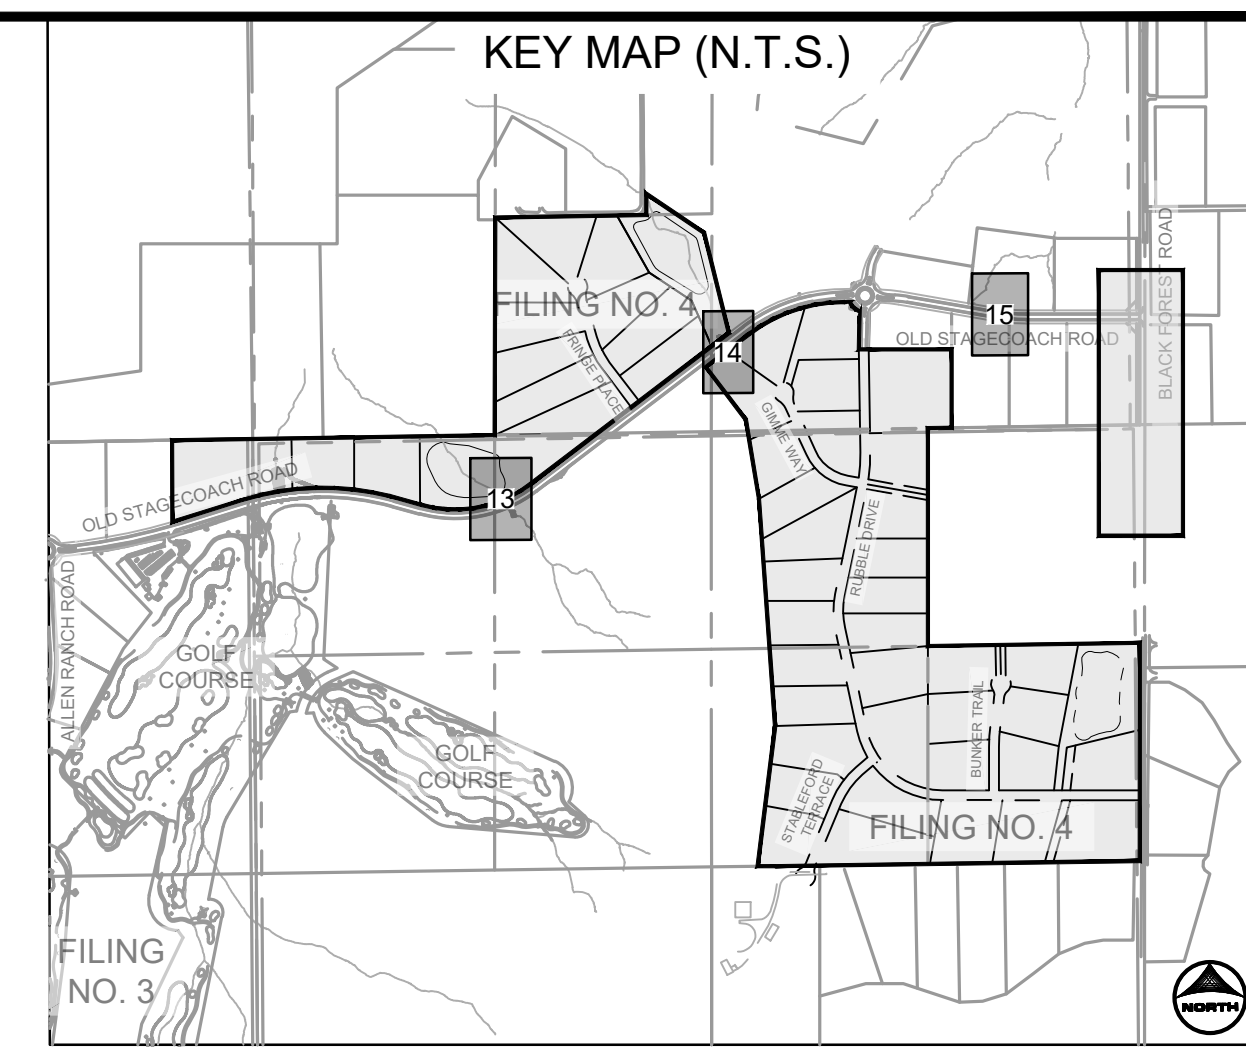 KEY MAP (N.T.S.)
BLACK FOREST ROAD
FILING NO. 4
15
OLD STAGECOACH ROAD
14
FRINGE PLACE
GIMME WAY
OLD STAGECOACH ROAD
13
RUBBLE DRIVE
ALLEN RANCH ROAD
GOLF
COURSE
BUNKER TRAIL
GOLF
COURSE
STABLEFORD
TERRACE
FILING NO. 4
FILING
NO. 3
NORTH